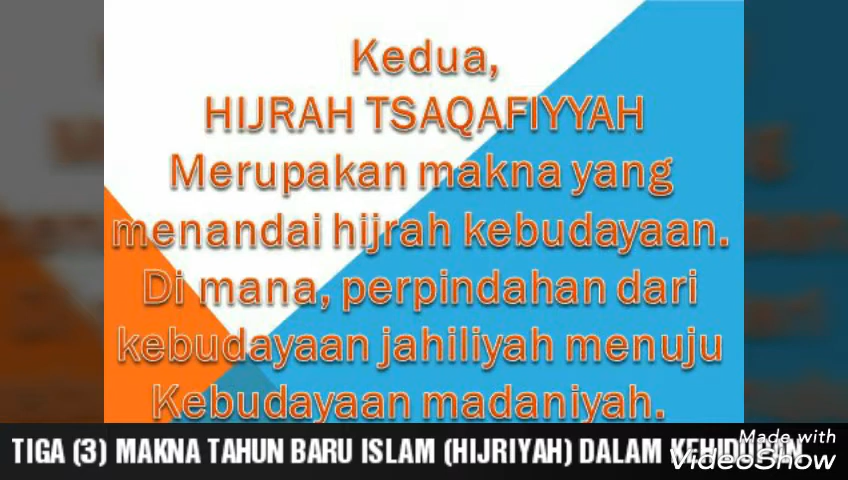 Kedua,
HIJRAH TSAQAFIYYAH
Merupakan makna yang
menandai hijrah kebudayaan.
Di mana, perpindahan dari
kebudayaan jahiliyah menuju
Kebudayaan madaniyah.
TIGA (3) MAKNA TAHUN BARU ISLAM (HIJRIYAH) DALAM KEHIDUPAN
Made with
VideoShow